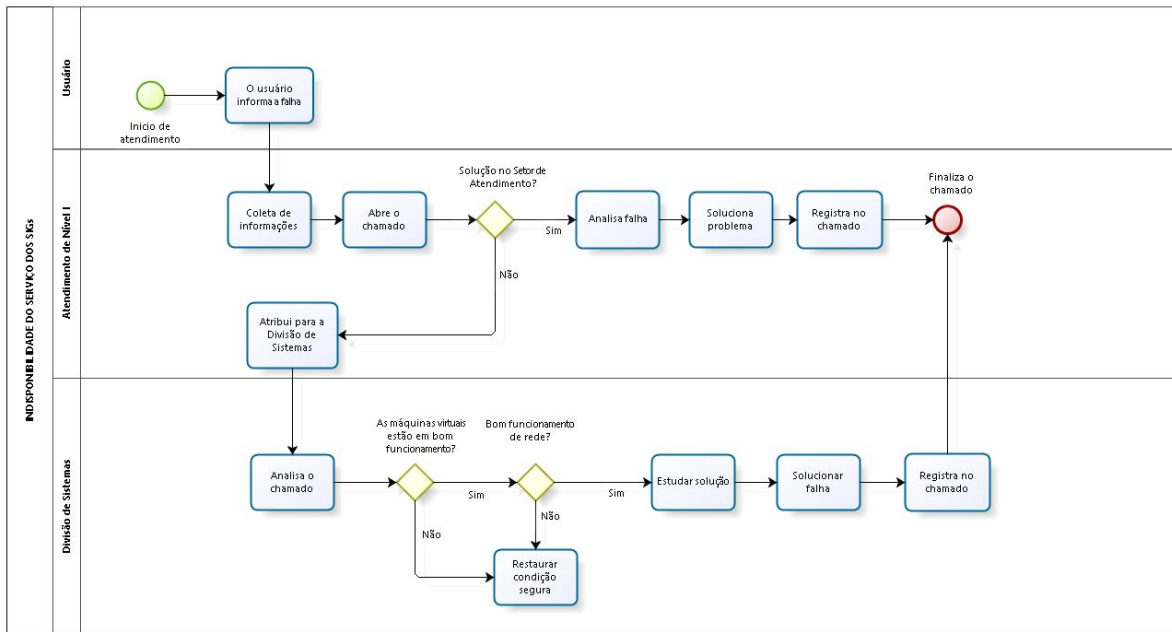 INDISPONIBILIDADE DO SERVIÇO DOS SIGs
Usuário
Inicio de
atendimento
O usuário
informa a falha
Atendimento de Nível I
Coleta de
informações
Abre o
chamado
Solução no Setor de
Atendimento?
Sim
Não
Analisa falha
Soluciona
problema
Registra no
chamado
Finaliza o
chamado
Atribui para a
Divisão de
Sistemas
Divisão de Sistemas
Analisa o
chamado
As máquinas virtuais
estão em bom
funcionamento?
Sim
Não
Bom funcionamento
de rede?
Sim
Não
Restaurar
condição
segura
Estudar solução
Solucionar
falha
Registra no
chamado